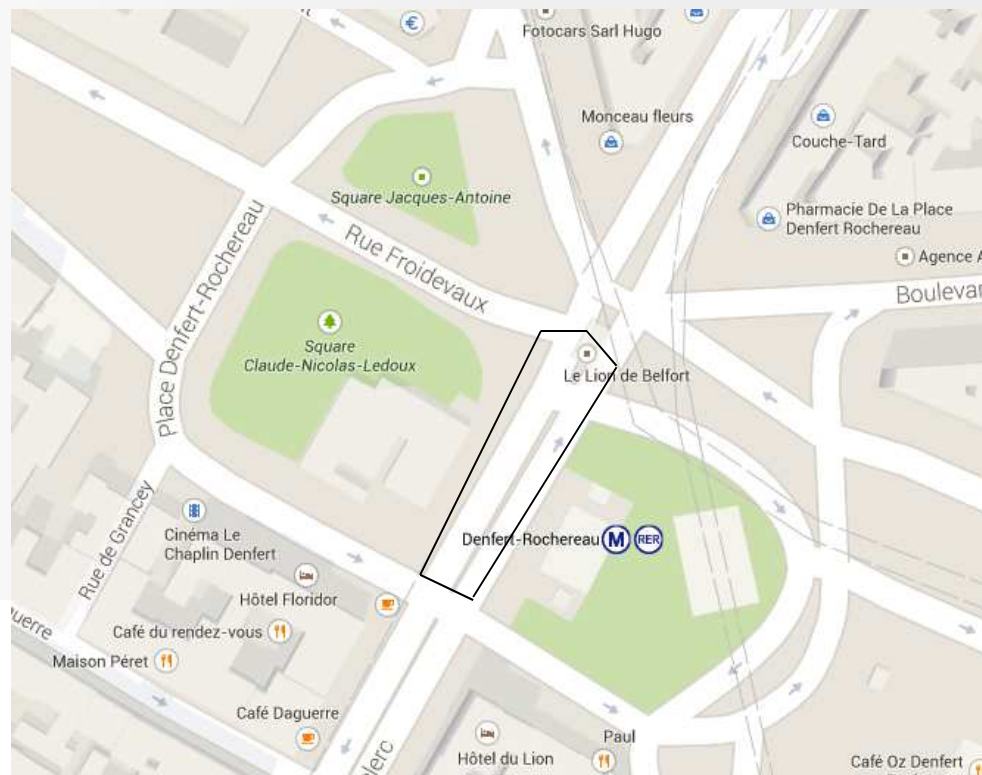 Fotocars Sarl Hugo
Monceau fleurs
Couche-Tard
Square Jacques-Antoine
Pharmacie De La Place
Denfert Rochereau
Agence A
Rue Froidevaux
Boulevar
Place Denfert-Rochereau
Square
Claude-Nicolas-Ledoux
Le Lion de Belfort
Rue de Grancey
Cinéma Le
Chaplin Denfert
Denfert-Rochereau M RER
Hôtel Floridor
guerre
Café du rendez-vous
Maison Péret
Café Daguerre
lerc
Hôtel du Lion
Paul
Café Oz Denfert